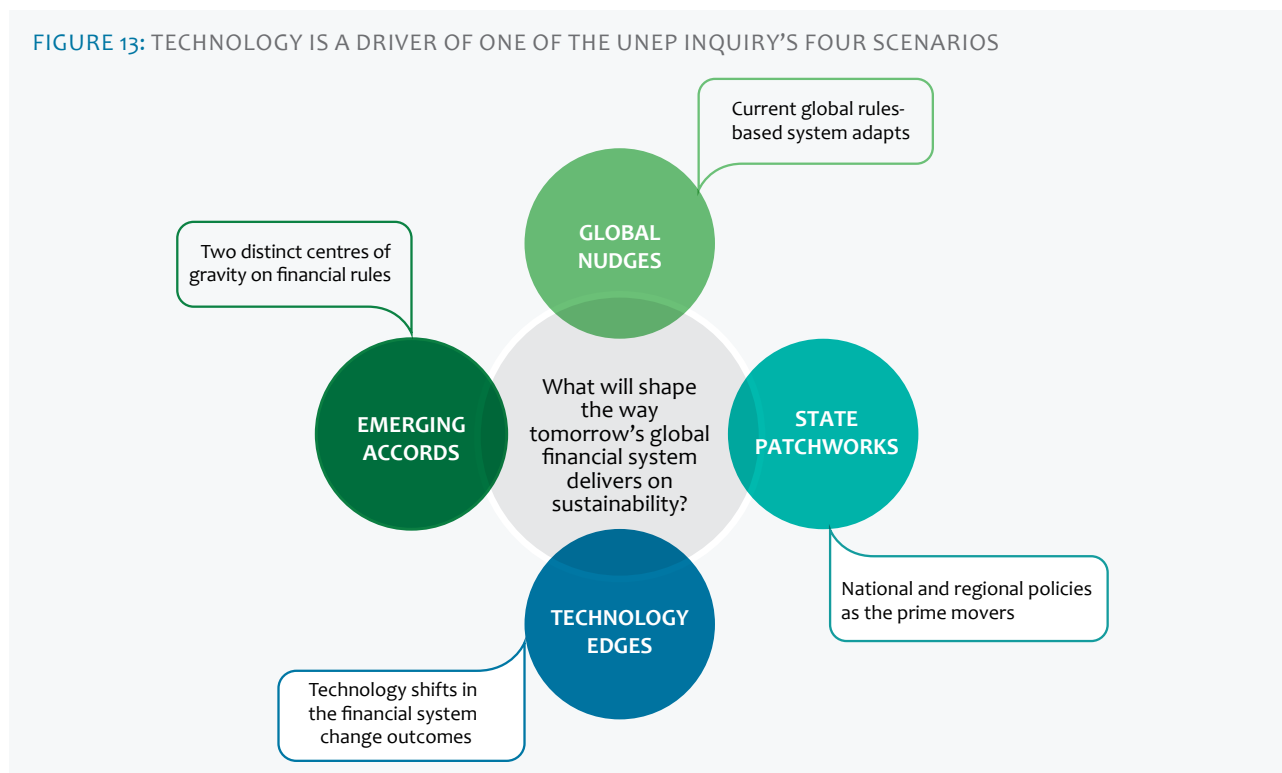 FIGURE 13: TECHNOLOGY IS A DRIVER OF ONE OF THE UNEP INQUIRY'S FOUR SCENARIOS
Current global rules-
based system adapts
GLOBAL
NUDGES
Two distinct centres of
gravity on financial rules
EMERGING
ACCORDS
What will shape
the way
tomorrow's global
financial system
delivers on
sustainability?
STATE
PATCHWORKS
National and regional policies
as the prime movers
TECHNOLOGY
EDGES
Technology shifts in
the financial system
change outcomes